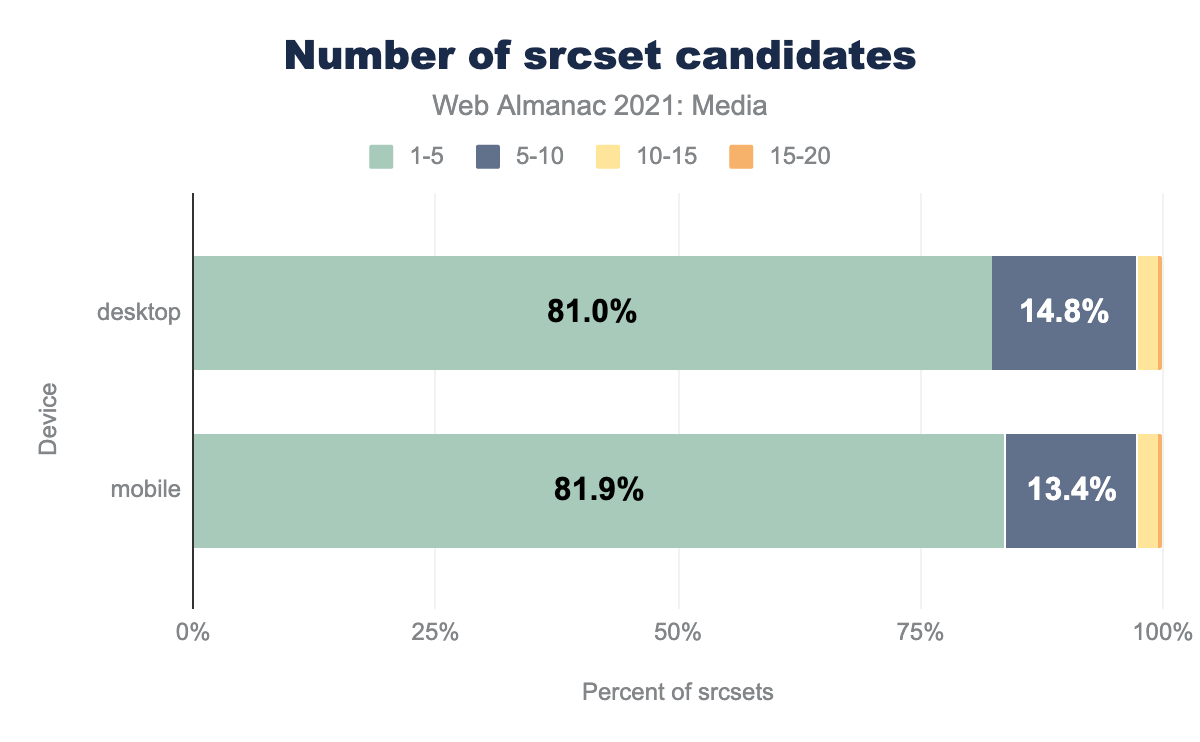 Number of srcset candidates
Web Almanac 2021: Media
1-5 5-10 10-15 15-20
desktop 81.0% 14.8%
Device
mobile 81.9% 13.4%
0% 25% 50% 75% 100%
Percent of srcsets